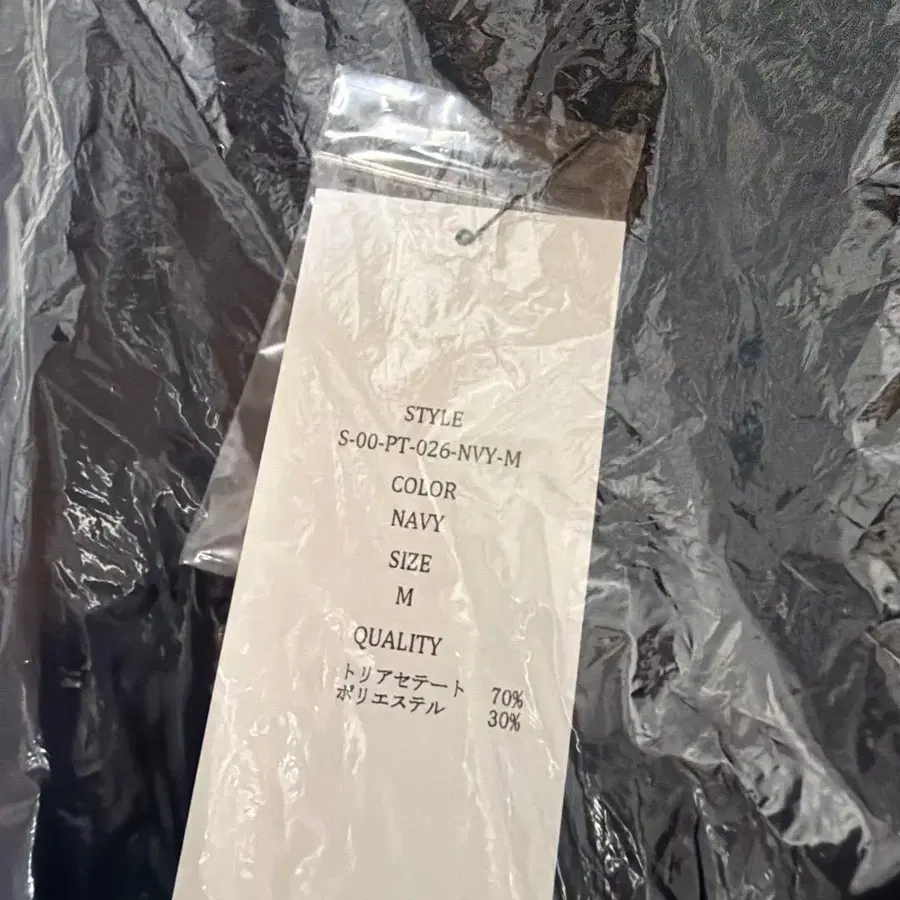 STYLE
S-00-PT-026-NVY-M
COLOR
NAVY
SIZE
M
QUALITY
トリアセテート 70%
ポリエステル 30%